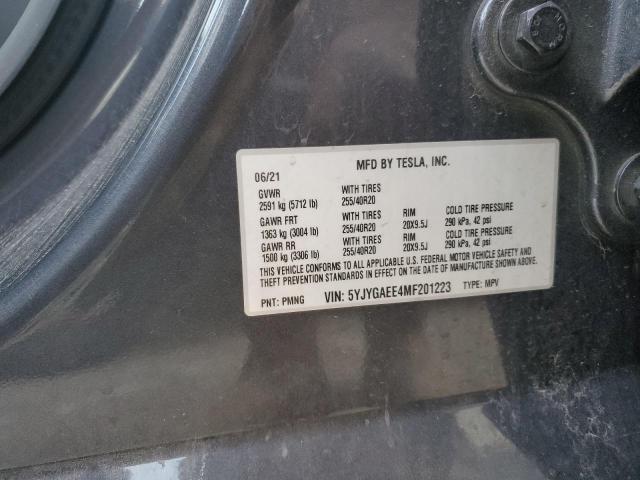 MFD BY TESLA, INC.
06/21
GVWR WITH TIRES
2591 kg (5712 lb) 255/40R20
GAWR FRT WITH TIRES RIM COLD TIRE PRESSURE
1363 kg (3004 lb) 255/40R20 20X9.5J 290 kPa, 42 psi
GAWR RR WITH TIRES RIM COLD TIRE PRESSURE
1500 kg (3306 lb) 255/40R20 20X9.5J 290 kPa, 42 psi
THIS VEHICLE CONFORMS TO ALL APPLICABLE U.S. FEDERAL MOTOR VEHICLE SAFETY AND
THEFT PREVENTION STANDARDS IN EFFECT ON THE DATE OF MANUFACTURE SHOWN ABOVE.
PNT: PMNG VIN: 5YJYGAEE4MF201223 TYPE: MPV